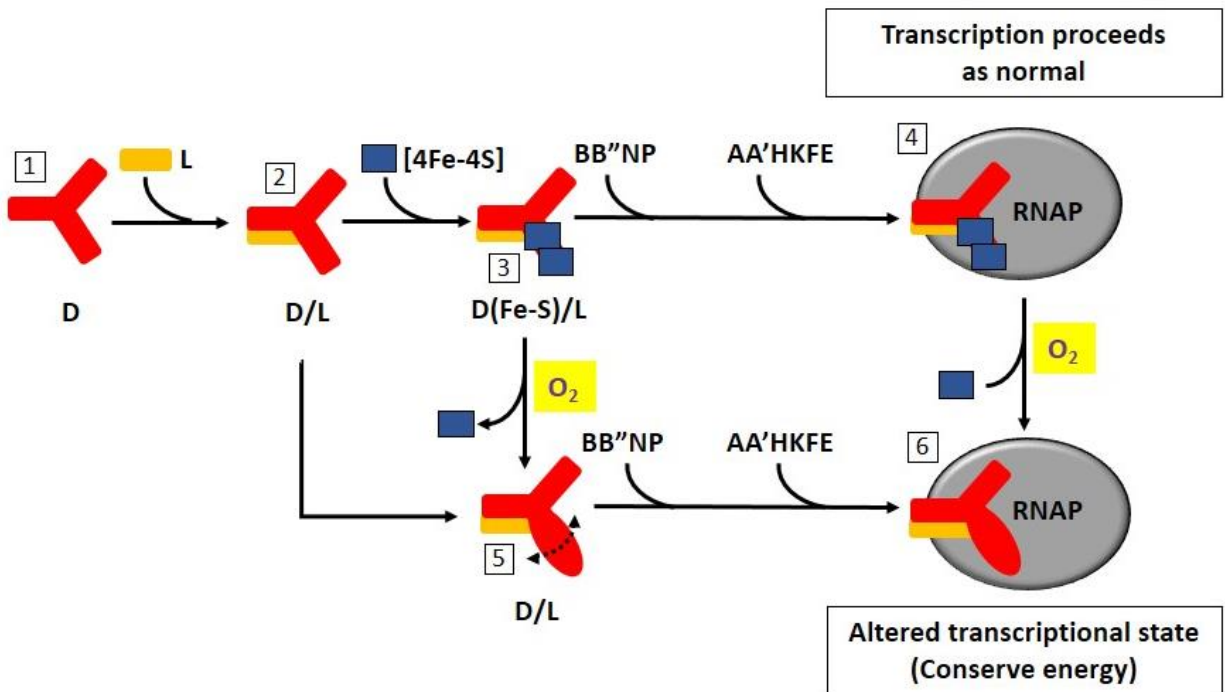 Transcription proceeds
as normal
1
L
2
[4Fe-4S]
BB”NP
AA’HKFE
4
RNAP
3
D
D/L
D(Fe-S)/L
O2
O2
BB”NP
AA’HKFE
6
RNAP
5
D/L
Altered transcriptional state
(Conserve energy)